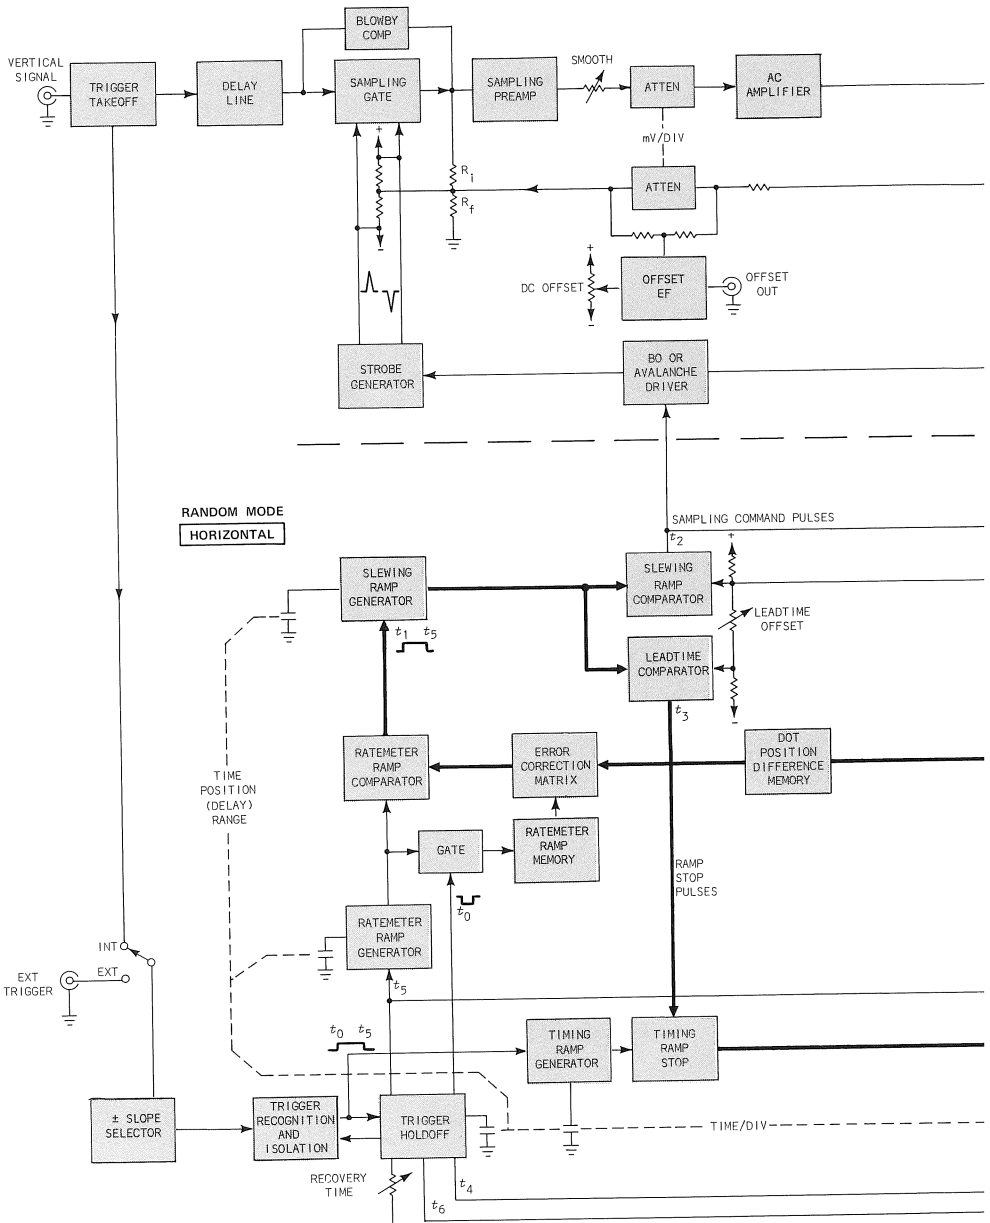 BLOWBY
COMP
VERTICAL
SIGNAL
TRIGGER
TAKEOFF
DELAY
LINE
SAMPLING
GATE
SAMPLING
PREAMP
SMOOTH
ATTEN
AC
AMPLIFIER
mV/DIV
+
Ri
ATTEN
Rf
-
+
DC OFFSET
-
OFFSET
EF
OFFSET
OUT
STROBE
GENERATOR
BO OR
AVALANCHE
DRIVER
RANDOM MODE
HORIZONTAL
SAMPLING COMMAND PULSES
t2
+
SLEWING
RAMP
GENERATOR
SLEWING
RAMP
COMPARATOR
LEADTIME
OFFSET
t1 t5
LEADTIME
COMPARATOR
t3
-
RATEMETER
RAMP
COMPARATOR
ERROR
CORRECTION
MATRIX
DOT
POSITION
DIFFERENCE
MEMORY
TIME
POSITION
(DELAY)
RANGE
GATE
RATEMETER
RAMP
MEMORY
RAMP
STOP
PULSES
t0
RATEMETER
RAMP
GENERATOR
INT
EXT
TRIGGER
EXT
t5
t0 t5
TIMING
RAMP
GENERATOR
TIMING
RAMP
STOP
± SLOPE
SELECTOR
TRIGGER
RECOGNITION
AND
ISOLATION
TRIGGER
HOLDOFF
TIME/DIV
RECOVERY
TIME
t4
t6